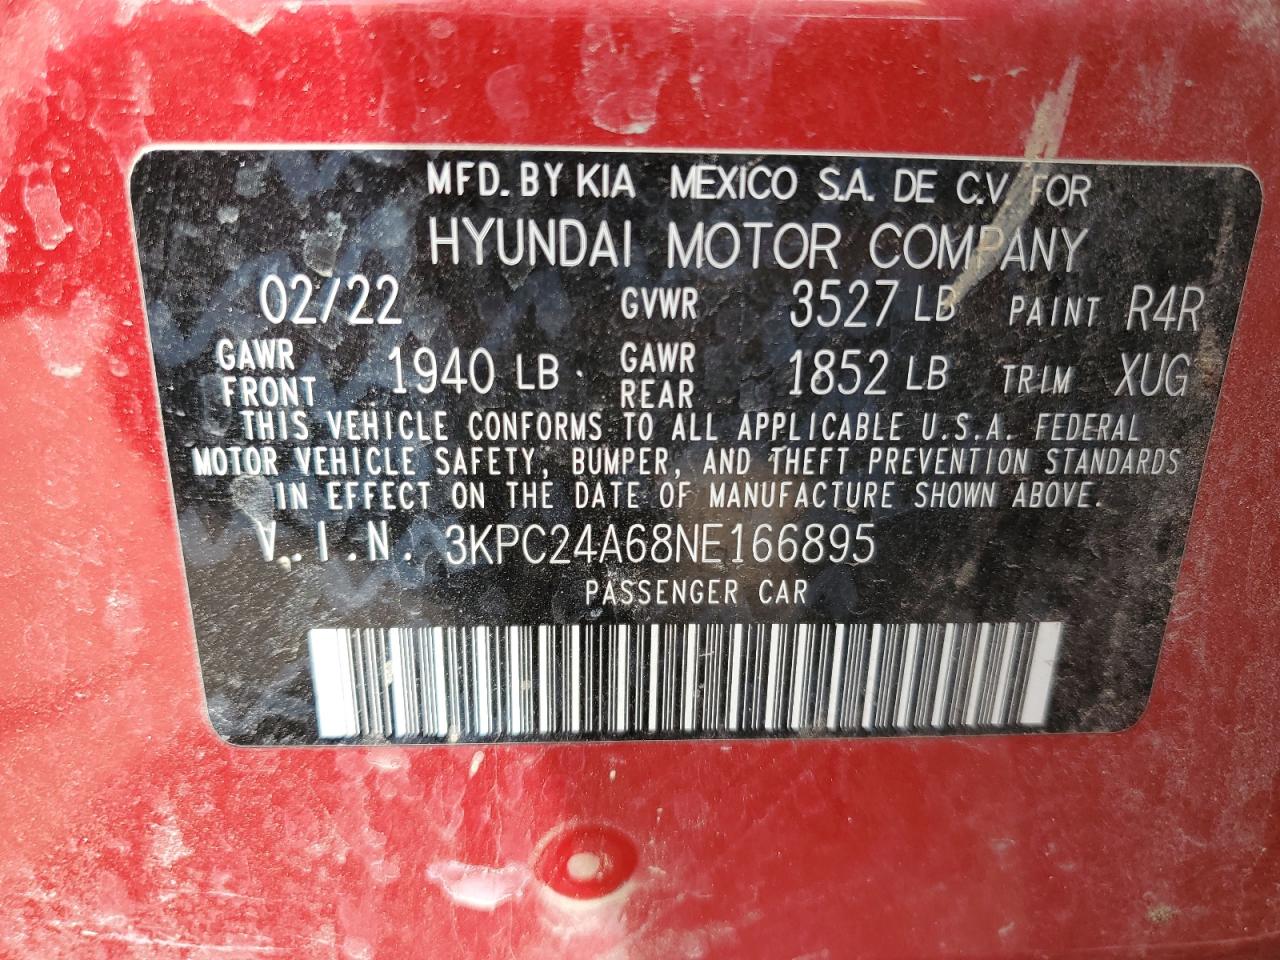 MFD. BY KIA MEXICO S.A. DE C.V FOR
HYUNDAI MOTOR COMPANY
02/22 GVWR 3527 LB PAINT R4R
GAWR FRONT 1940 LB GAWR REAR 1852 LB TRIM XUG
THIS VEHICLE CONFORMS TO ALL APPLICABLE U.S.A. FEDERAL
MOTOR VEHICLE SAFETY, BUMPER, AND THEFT PREVENTION STANDARDS
IN EFFECT ON THE DATE OF MANUFACTURE SHOWN ABOVE.
V.I.N. 3KPC24A68NE166895
PASSENGER CAR